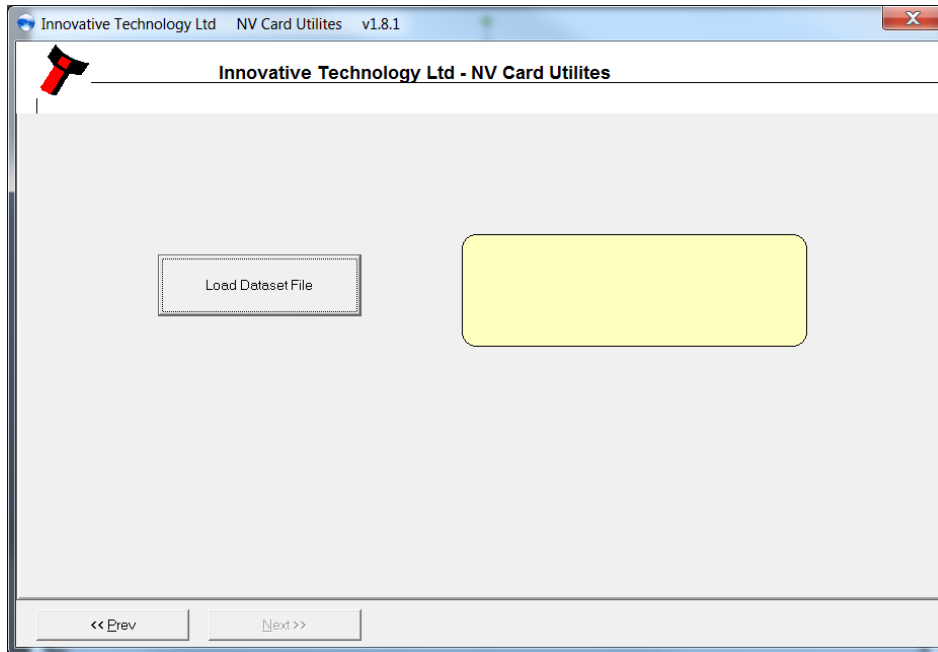 Innovative Technology Ltd NV Card Utilites v1.8.1
Innovative Technology Ltd - NV Card Utilites
Load Dataset File
<< Prev Next >>